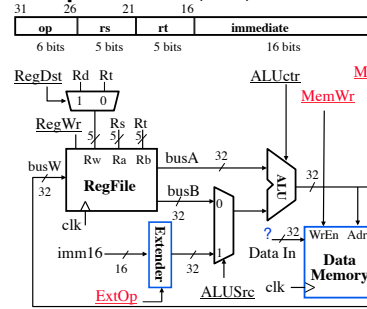 31 26 21 16
op rs rt immediate
6 bits 5 bits 5 bits 16 bits
RegDst Rd Rt ALUctr M
1 0 MemWr
RegWr Rs Rt
5 5 5
busW Rw Ra Rb busA 32 ALU 32
32 RegFile busB
32 0
clk ? 32 WrEn Adr
imm16 Extender Data In Data
16 32 1 Memory
clk
ExtOp ALUSrc